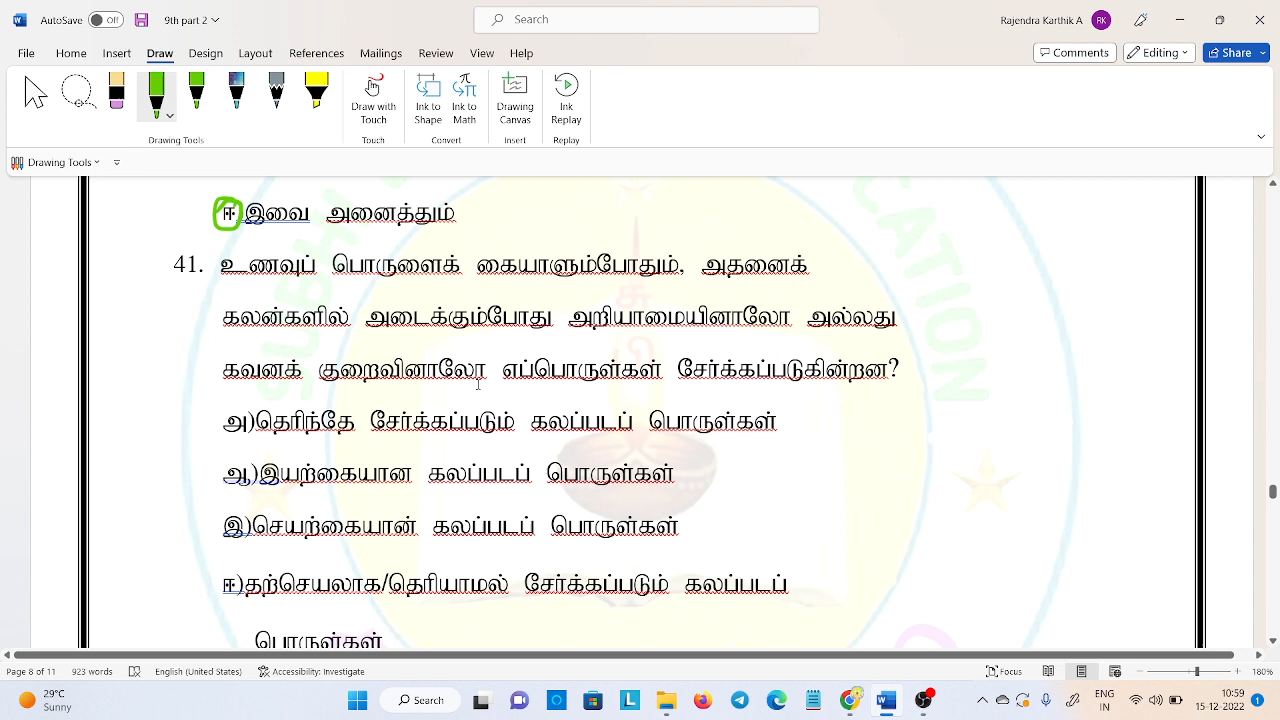 AutoSave Off 9th part 2 Search Rajendra Karthik A RK
File Home Insert Draw Design Layout References Mailings Review View Help Comments Editing Share
Draw with Touch Ink to Shape Ink to Math Drawing Canvas Ink Replay
Drawing Tools Touch Convert Insert Replay
Drawing Tools
ஈ)இவை அனைத்தும்
41. உணவுப் பொருளைக் கையாளும்போதும், அதனைக்
கலன்களில் அடைக்கும்போது அறியாமையினாலோ அல்லது
கவனக் குறைவினாலோ எப்பொருள்கள் சேர்க்கப்படுகின்றன?
அ)தெரிந்தே சேர்க்கப்படும் கலப்படப் பொருள்கள்
ஆ)இயற்கையான கலப்படப் பொருள்கள்
இ)செயற்கையான் கலப்படப் பொருள்கள்
ஈ)தற்செயலாக/தெரியாமல் சேர்க்கப்படும் கலப்படப்
பொருள்கள்
Page 8 of 11 923 words English (United States) Accessibility: Investigate Focus 180%
29°C Sunny Search ENG IN 10:59 15-12-2022 1